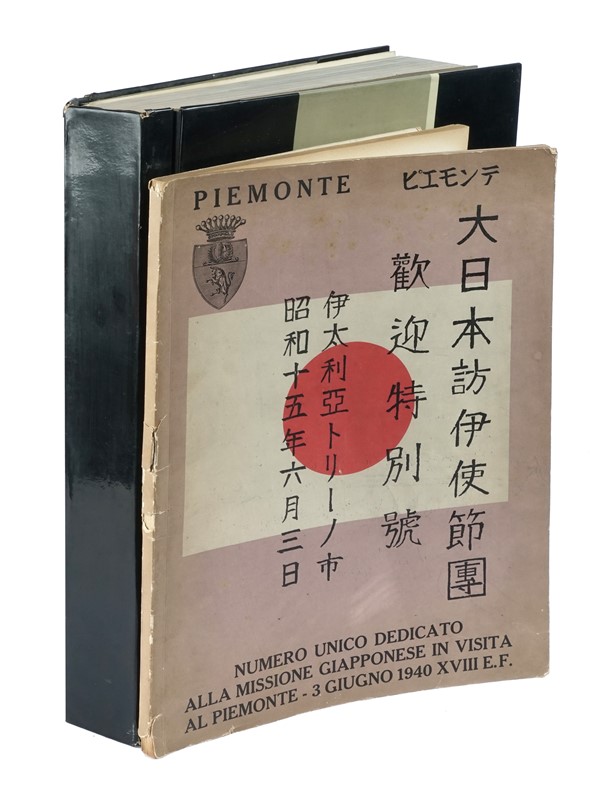 PIEMONTE ピエモンテ
大日本訪伊使節團
歡迎特別號
伊太利亞トリーノ市
昭和十五年六月三日
NUMERO UNICO DEDICATO
ALLA MISSIONE GIAPPONESE IN VISITA
AL PIEMONTE - 3 GIUGNO 1940 XVIII E.F.